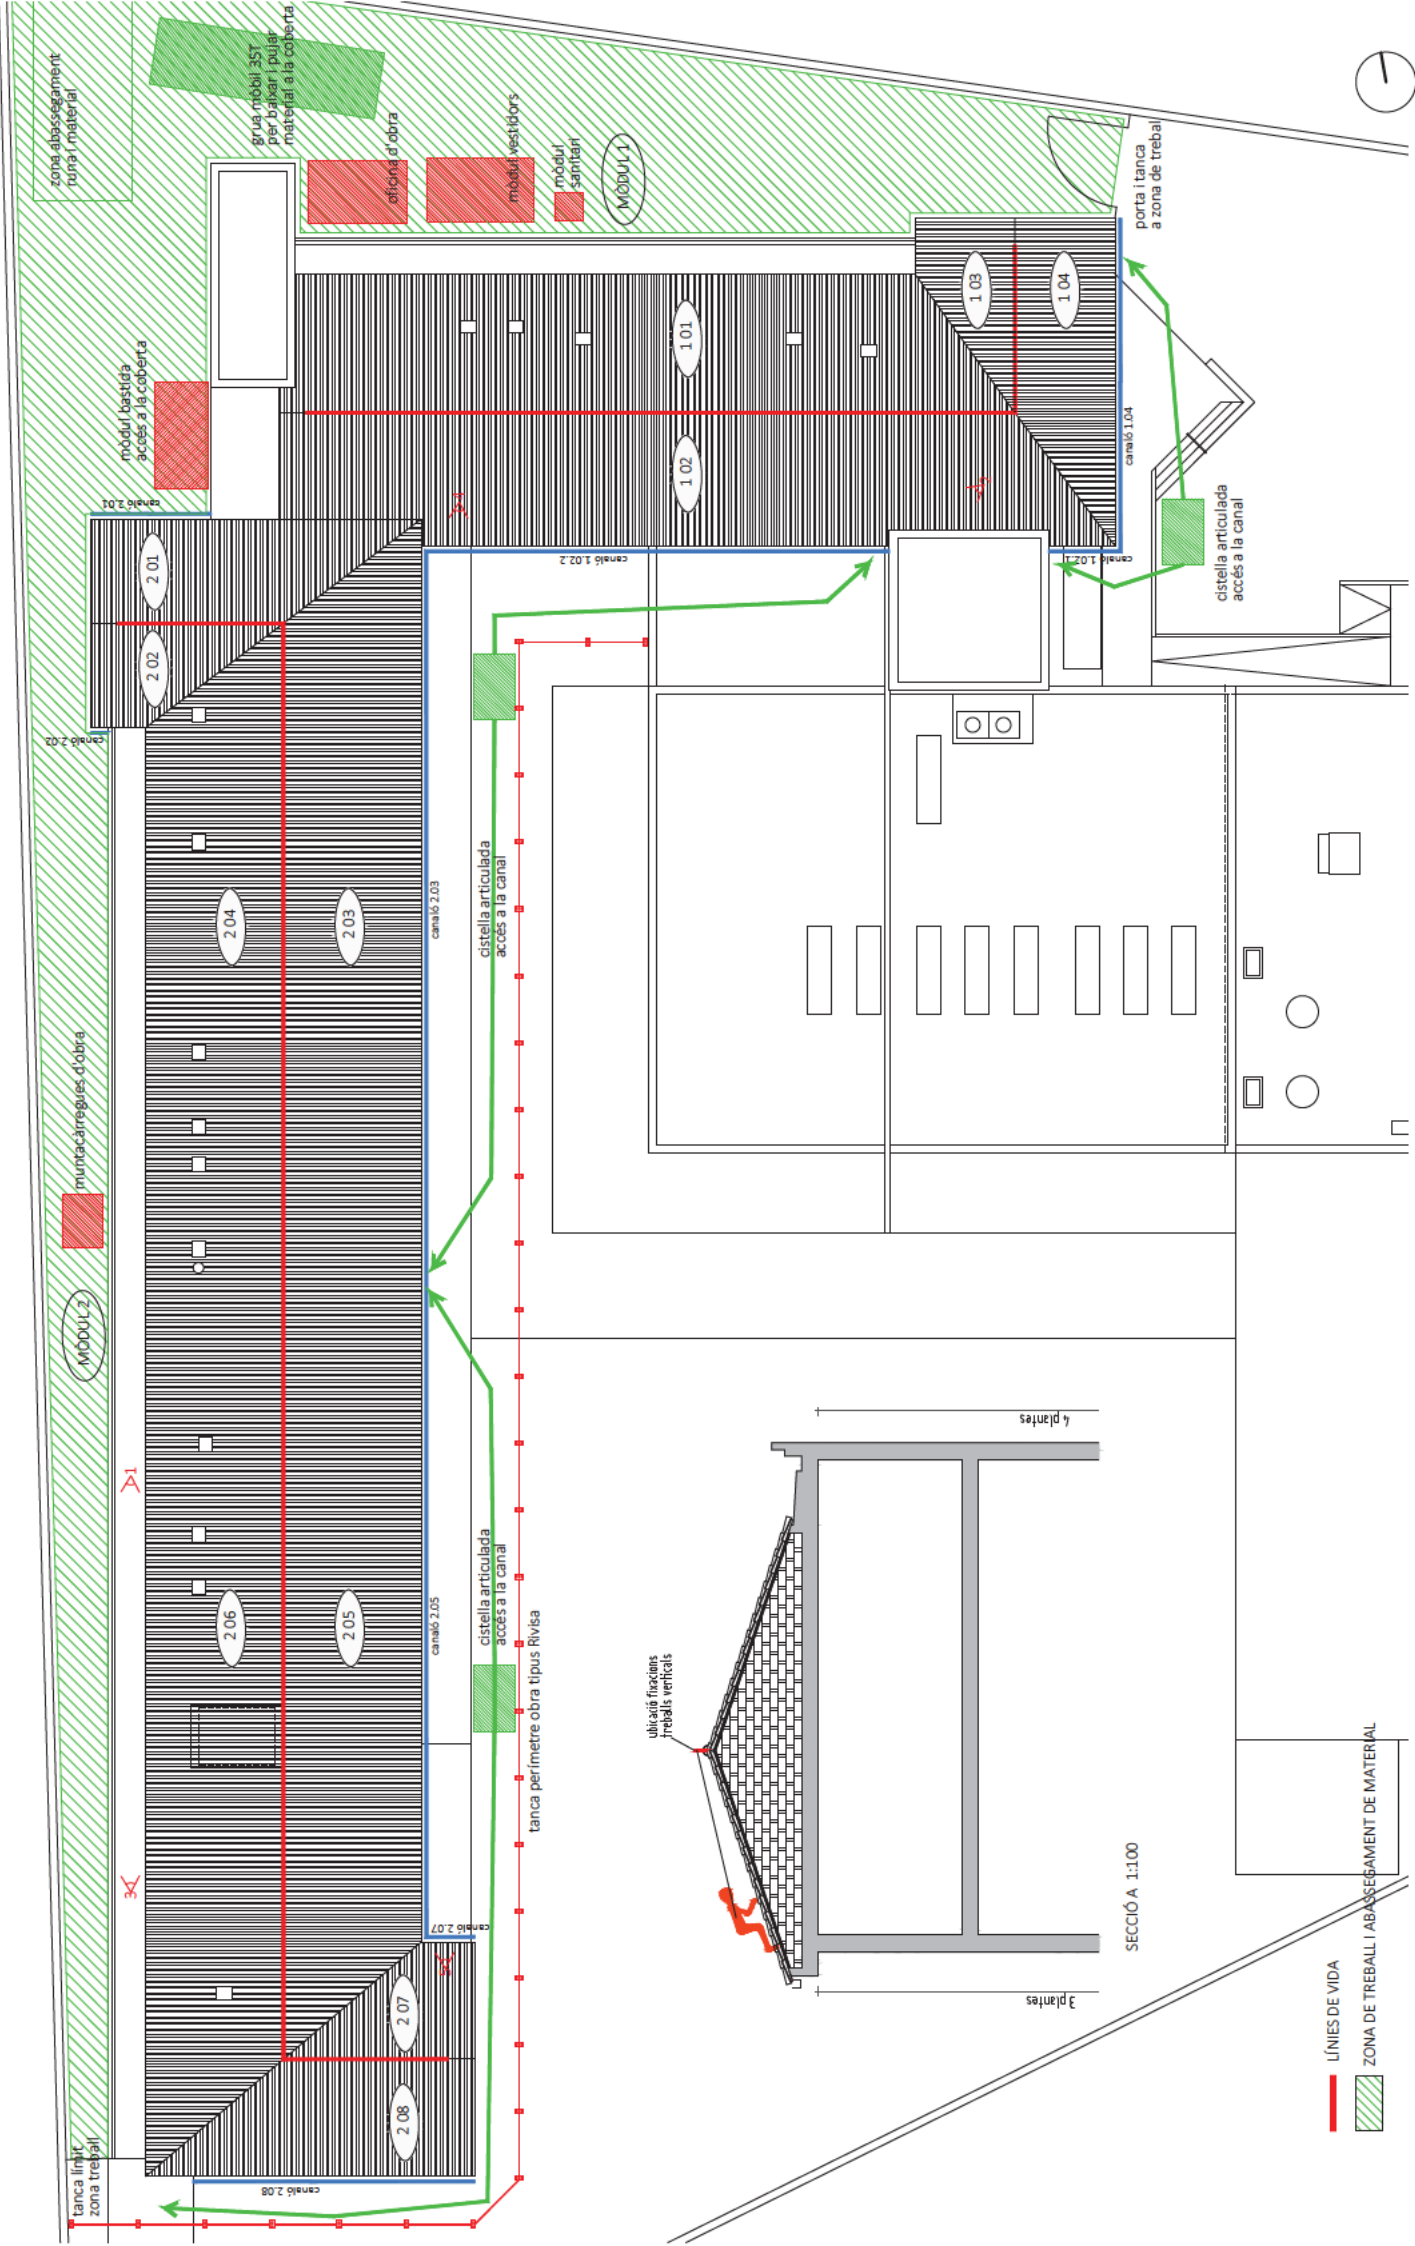 zona abassegament
runa i material
grua mòbil 3ST
per baixar i pujar
material a la coberta
oficina d'obra
mòdul vestidors
mòdul
sanitari
MÒDUL 1
porta i tanca
a zona de trebal
mòdul bastida
accés a la coberta
canaló 2.01
2 01
2 02
canaló 2.02
1 01
1 02
1 03
1 04
canaló 1.04
canaló 1.02.2
canaló 1.02.1
cistella articulada
accés a la canal
muntacàrregues d'obra
MÒDUL 2
2 04
2 03
canaló 2.03
cistella articulada
accés a la canal
1
2 06
2 05
canaló 2.05
cistella articulada
accés a la canal
tanca perímetre obra tipus Rivisa
3
canaló 2.07
2 07
2 08
canaló 2.08
tanca límit
zona treball
ubicació fixacions
treballs verticals
4 plantes
3 plantes
SECCIÓ A 1:100
LÍNIES DE VIDA
ZONA DE TREBALL I ABASSEGAMENT DE MATERIAL